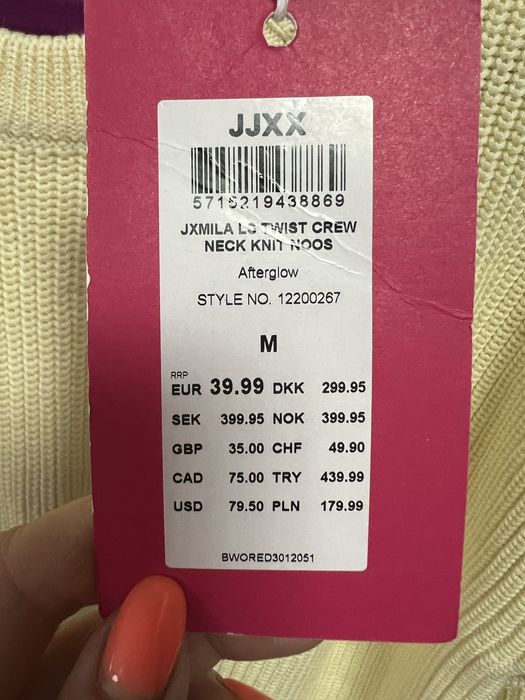 JJXX
5715219438869
JXMILA LS TWIST CREW
NECK KNIT NOOS
Afterglow
STYLE NO. 12200267
M
RRP
EUR 39.99 DKK 299.95
SEK 399.95 NOK 399.95
GBP 35.00 CHF 49.90
CAD 75.00 TRY 439.99
USD 79.50 PLN 179.99
BWORED3012051